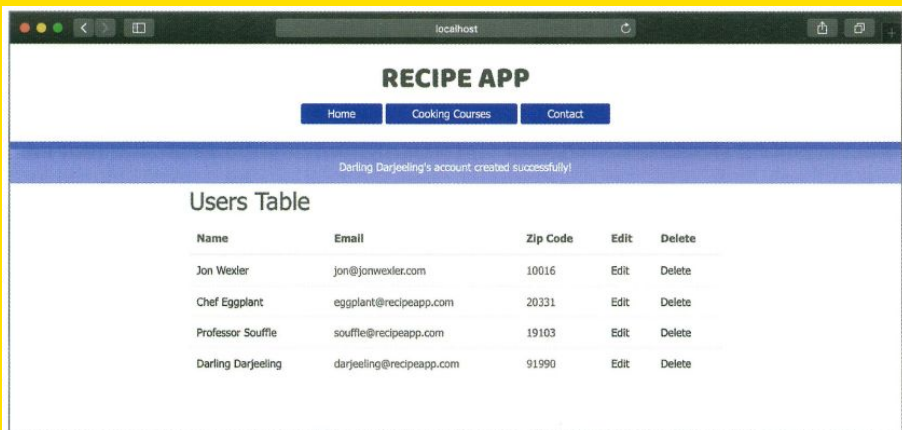 localhost
RECIPE APP
Home Cooking Courses Contact
Darling Darjeeling's account created successfully!
Users Table
Name Email Zip Code Edit Delete
Jon Wexler jon@jonwexler.com 10016 Edit Delete
Chef Eggplant eggplant@recipeapp.com 20331 Edit Delete
Professor Souffle souffle@recipeapp.com 19103 Edit Delete
Darling Darjeeling darjeeling@recipeapp.com 91990 Edit Delete